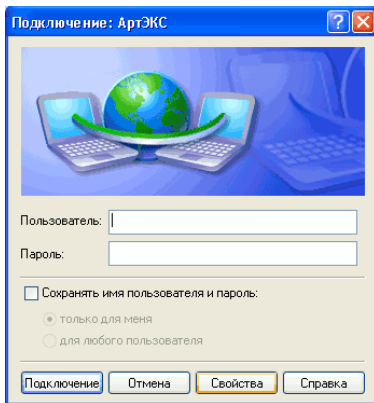 Подключение: АртЭКС
Пользователь:
Пароль:
Сохранять имя пользователя и пароль:
только для меня
для любого пользователя
Подключение Отмена Свойства Справка